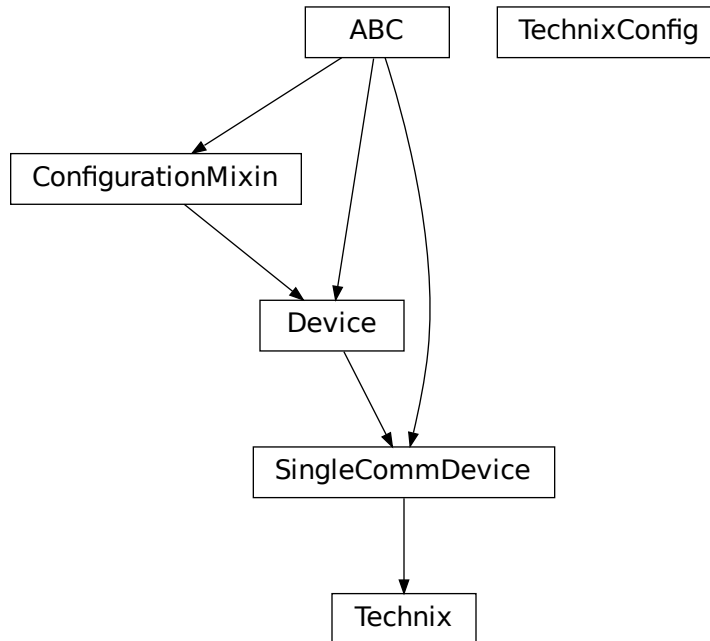 ABC
TechnixConfig
ConfigurationMixin
Device
SingleCommDevice
Technix